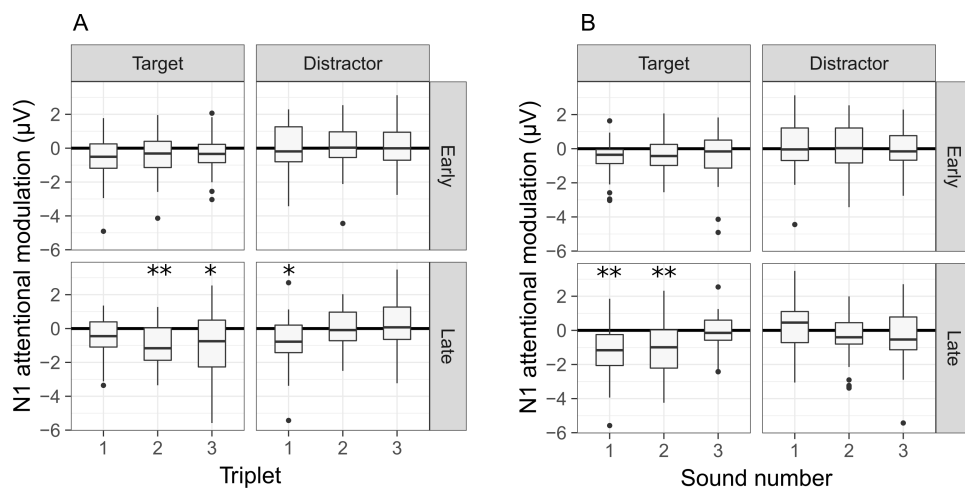 A
Target Distractor
N1 attentional modulation (µV)
2
0
−2
−4
−6
Early
** * *
2
0
−2
−4
−6
Late
1 2 3 1 2 3
Triplet
B
Target Distractor
N1 attentional modulation (µV)
2
0
−2
−4
−6
Early
** **
2
0
−2
−4
−6
Late
1 2 3 1 2 3
Sound number